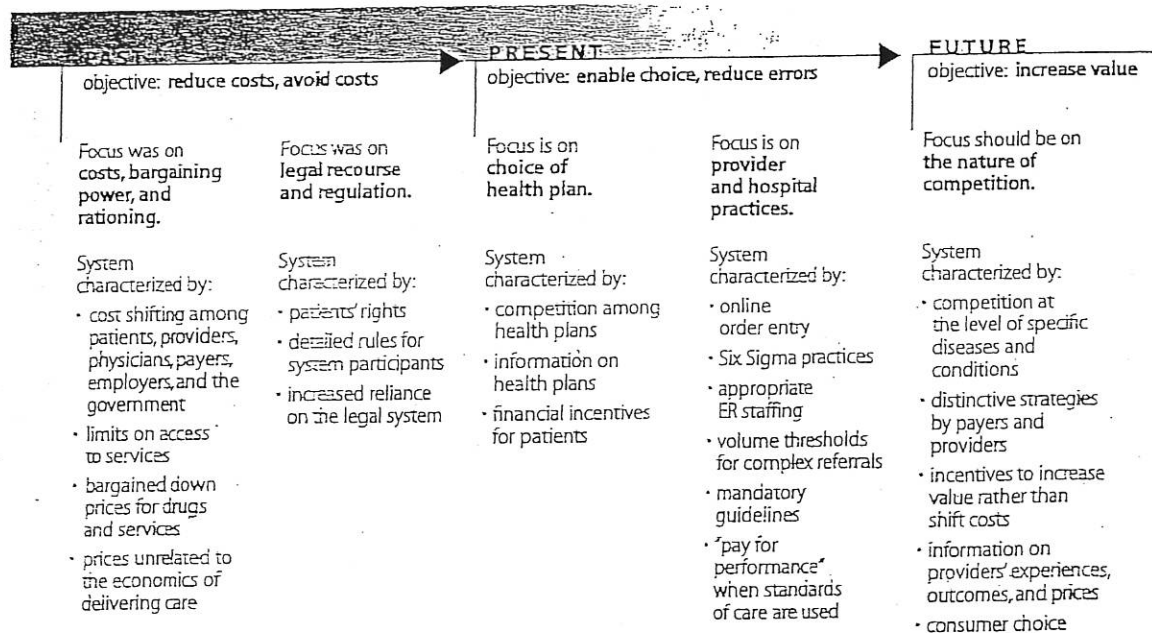 PAST
objective: reduce costs, avoid costs
Focus was on
costs, bargaining
power, and
rationing.
System
characterized by:
• cost shifting among
patients, providers,
physicians, payers,
employers, and the
government
• limits on access
to services
• bargained down
prices for drugs
and services
• prices unrelated to
the economics of
delivering care
Focus was on
legal recourse
and regulation.
System
characterized by:
• patients' rights
• detailed rules for
system participants
• increased reliance
on the legal system
PRESENT
objective: enable choice, reduce errors
Focus is on
choice of
health plan.
System
characterized by:
• competition among
health plans
• information on
health plans
• financial incentives
for patients
Focus is on
provider
and hospital
practices.
System
characterized by:
• online
order entry
• Six Sigma practices
• appropriate
ER staffing
• volume thresholds
for complex referrals
• mandatory
guidelines
• "pay for
performance"
when standards
of care are used
FUTURE
objective: increase value
Focus should be on
the nature of
competition.
System
characterized by:
• competition at
the level of specific
diseases and
conditions
• distinctive strategies
by payers and
providers
• incentives to increase
value rather than
shift costs
• information on
providers' experiences,
outcomes, and prices
• consumer choice